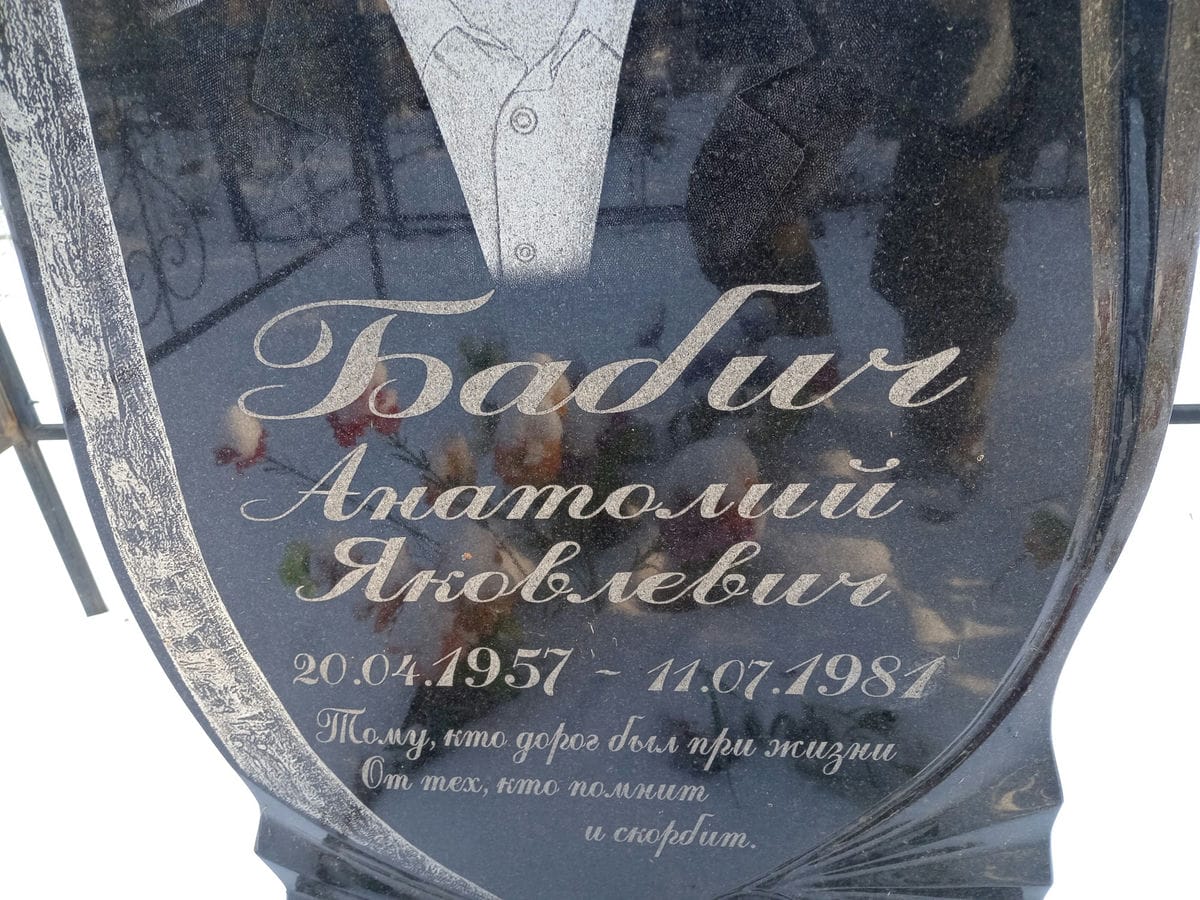 Бабич
Анатолий
Яковлевич
20.04.1957 - 11.07.1981
Тому, кто дорог был при жизни
От тех, кто помнит
и скорбит.